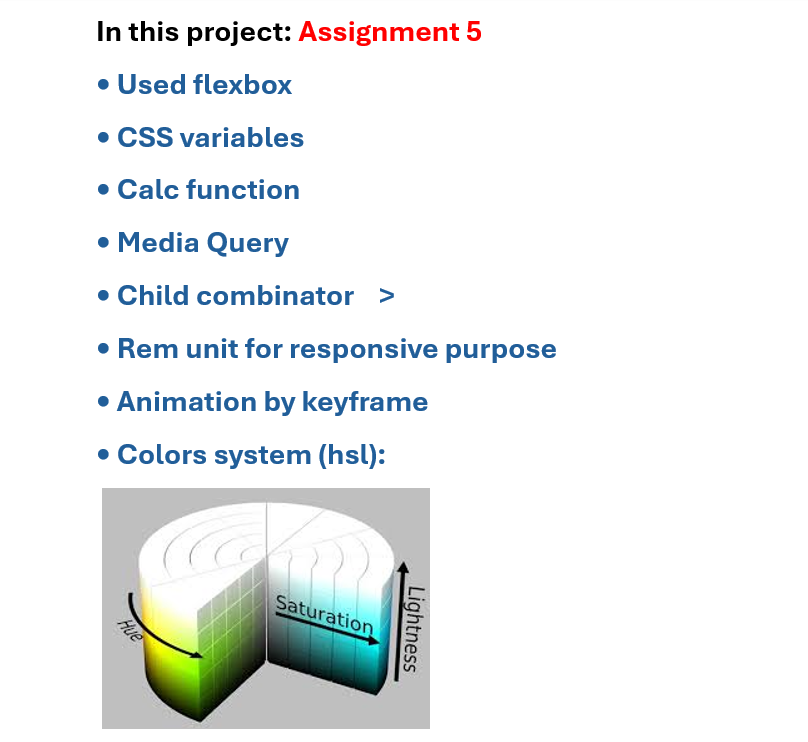 In this project: Assignment 5
• Used flexbox
• CSS variables
• Calc function
• Media Query
• Child combinator >
• Rem unit for responsive purpose
• Animation by keyframe
• Colors system (hsl):
Hue
Saturation
Lightness